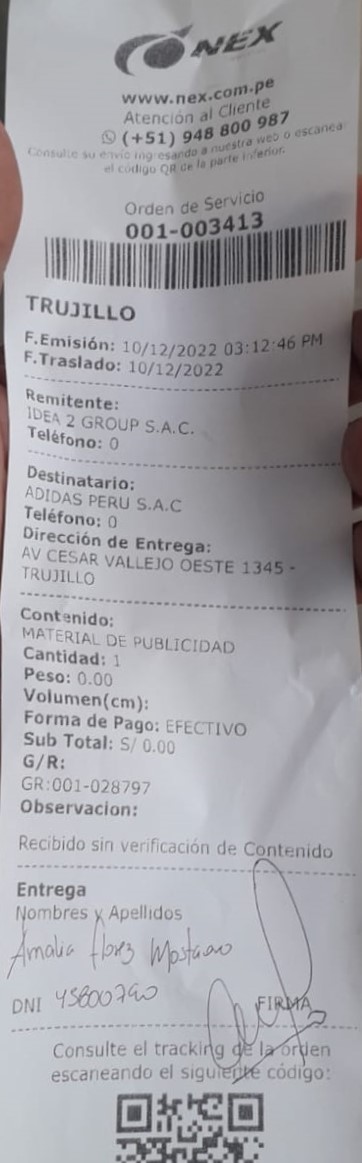 NEX
www.nex.com.pe
Atención al Cliente
(+51) 948 800 987
Consulte su envio ingresando a nuestra web o escanea
el código QR de la parte inferior.
Orden de Servicio
001-003413
TRUJILLO
F.Emisión: 10/12/2022 03:12:46 PM
F.Traslado: 10/12/2022
Remitente:
IDEA 2 GROUP S.A.C.
Teléfono: 0
Destinatario:
ADIDAS PERU S.A.C
Teléfono: 0
Dirección de Entrega:
AV CESAR VALLEJO OESTE 1345 -
TRUJILLO
Contenido:
MATERIAL DE PUBLICIDAD
Cantidad: 1
Peso: 0.00
Volumen(cm):
Forma de Pago: EFECTIVO
Sub Total: S/ 0.00
G/R:
GR:001-028797
Observacion:
Recibido sin verificación de Contenido
Entrega
Nombres y Apellidos
Amalia
DNI
FIRMA
Consulte el tracking de la orden
escaneando el siguiente código: